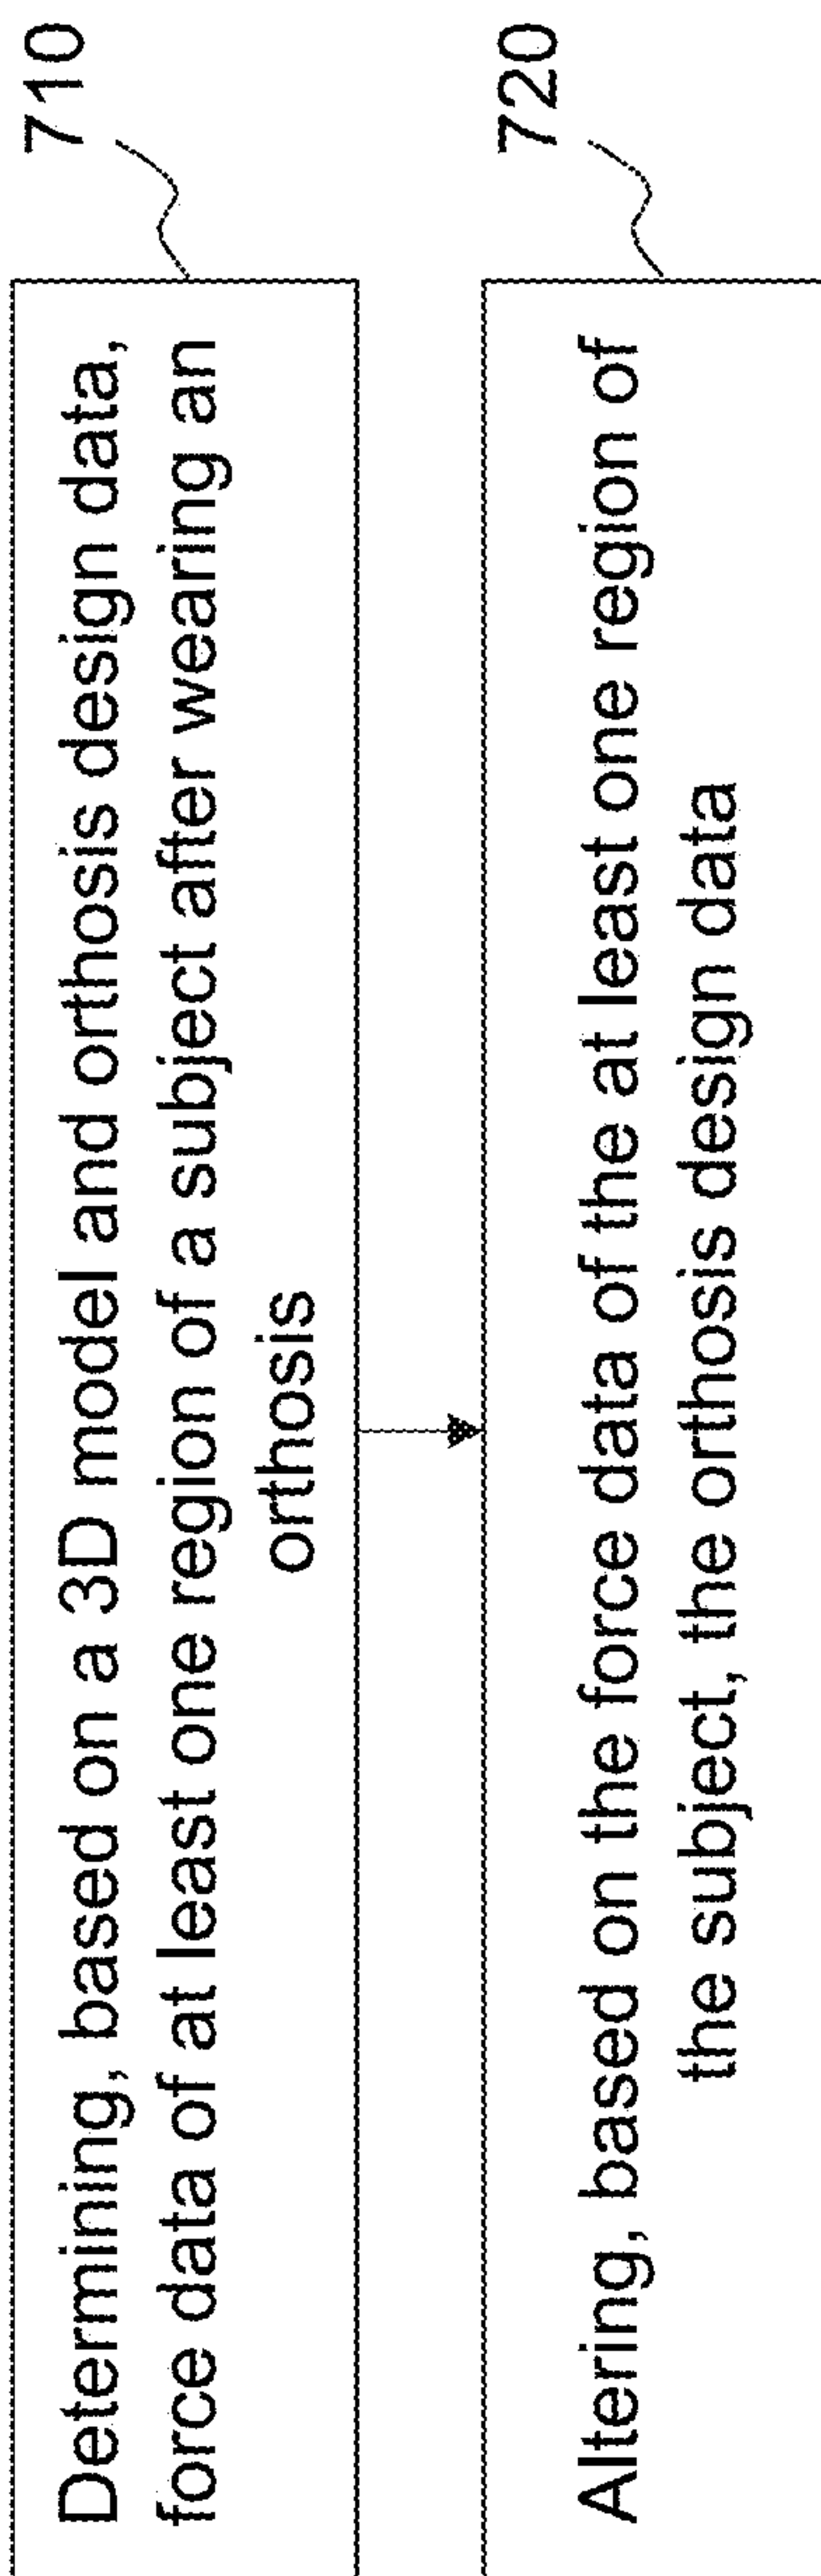 710
Determining, based on a 3D model and orthosis design data,
force data of at least one region of a subject after wearing an
orthosis
720
Altering, based on the force data of the at least one region of
the subject, the orthosis design data